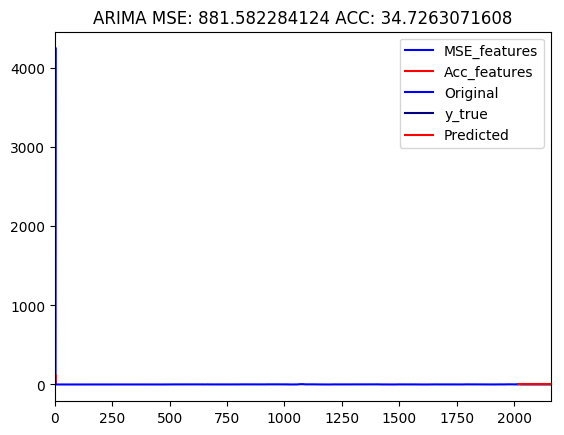 ARIMA MSE: 881.582284124 ACC: 34.7263071608
MSE_features
Acc_features
Original
y_true
Predicted
4000
3000
2000
1000
0
0 250 500 750 1000 1250 1500 1750 2000